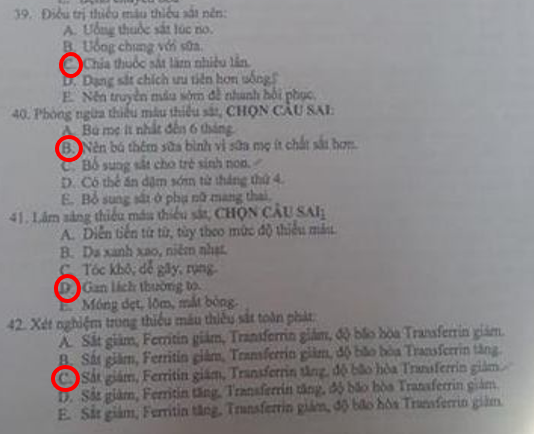 39. Điều trị thiếu máu thiếu sắt nên:
A. Uống thuốc sắt lúc no.
B. Uống chung với sữa.
C. Chia thuốc sắt làm nhiều lần.
D. Dạng sắt chích ưu tiên hơn uống.
E. Nên truyền máu sớm để nhanh hồi phục.
40. Phòng ngừa thiếu máu thiếu sắt, CHỌN CÂU SAI:
A. Bú mẹ ít nhất đến 6 tháng.
B. Nên bú thêm sữa bình vì sữa mẹ ít chất sắt hơn.
C. Bổ sung sắt cho trẻ sinh non.
D. Có thể ăn dặm sớm từ tháng thứ 4.
E. Bổ sung sắt ở phụ nữ mang thai.
41. Lâm sàng thiếu máu thiếu sắt, CHỌN CÂU SAI:
A. Diễn tiến từ từ, tùy theo mức độ thiếu máu.
B. Da xanh xao, niêm nhạt.
C. Tóc khô, dễ gãy, rụng.
D. Gan lách thường to.
E. Móng dẹt, lõm, mất bóng.
42. Xét nghiệm trong thiếu máu thiếu sắt toàn phát:
A. Sắt giảm, Ferritin giảm, Transferrin giảm, độ bão hòa Transferrin giảm.
B. Sắt giảm, Ferritin giảm, Transferrin giảm, độ bão hòa Transferrin tăng.
C. Sắt giảm, Ferritin giảm, Transferrin tăng, độ bão hòa Transferrin giảm.
D. Sắt giảm, Ferritin tăng, Transferrin tăng, độ bão hòa Transferrin giảm.
E. Sắt giảm, Ferritin tăng, Transferrin giảm, độ bão hòa Transferrin giảm.